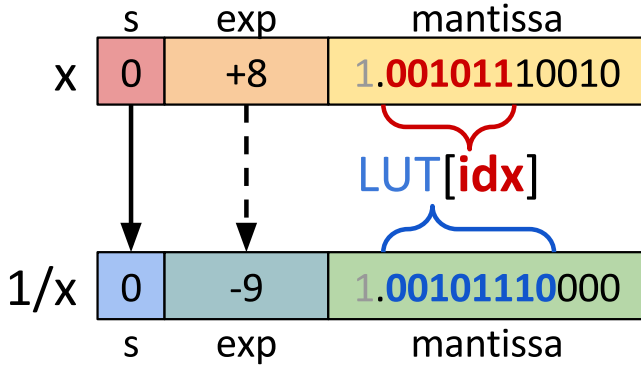 s exp mantissa
x 0 +8 1.00101110010
LUT[idx]
1/x 0 -9 1.00101110000
s exp mantissa